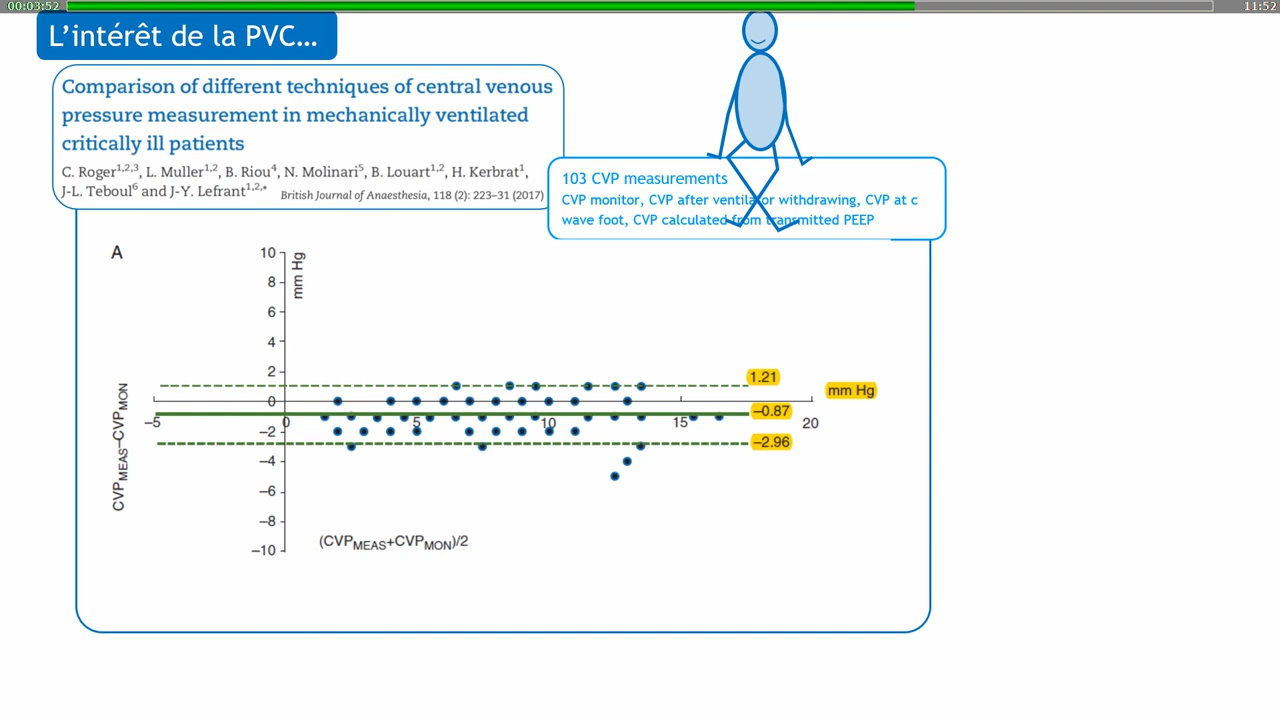 00:03:52
11:52
L’intérêt de la PVC…
Comparison of different techniques of central venous
pressure measurement in mechanically ventilated
critically ill patients
C. Roger1,2,3, L. Muller1,2, B. Riou4, N. Molinari5, B. Louart1,2, H. Kerbrat1,
J-L. Teboul6 and J-Y. Lefrant1,2,*
British Journal of Anaesthesia, 118 (2): 223–31 (2017)
103 CVP measurements
CVP monitor, CVP after ventilator withdrawing, CVP at c
wave foot, CVP calculated from transmitted PEEP
A
10
mm Hg
8
6
4
2
1.21
mm Hg
0
–0.87
–5
0
5
10
15
20
–2
–2.96
–4
–6
–8
–10
CVPMEAS–CVPMON
(CVPMEAS+CVPMON)/2